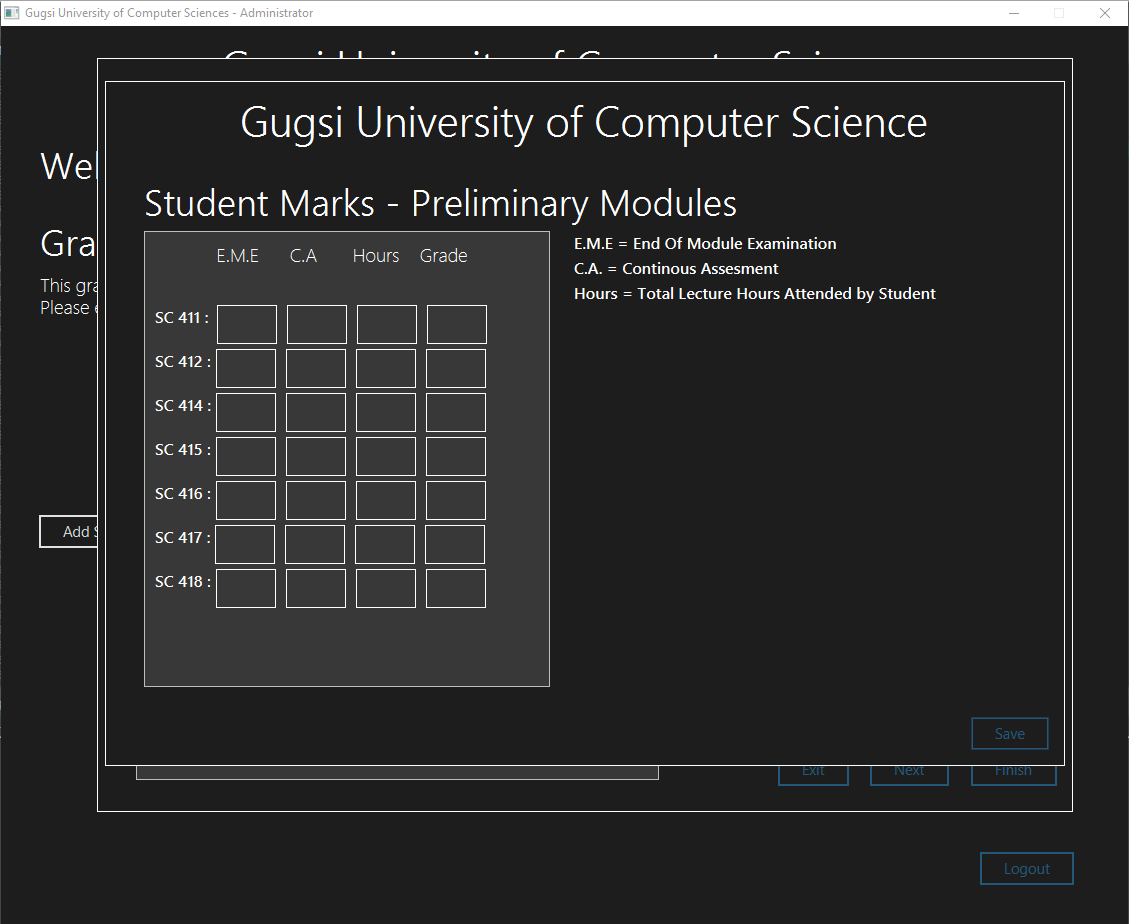 Gugsi University of Computer Sciences - Administrator
Gugsi University of Computer Science
Wel
Student Marks - Preliminary Modules
Gra
E.M.E C.A Hours Grade
E.M.E = End Of Module Examination
C.A. = Continous Assesment
Hours = Total Lecture Hours Attended by Student
This gra
Please e
SC 411 :
SC 412 :
SC 414 :
SC 415 :
SC 416 :
SC 417 :
SC 418 :
Add S
Save
Exit Next Finish
Logout